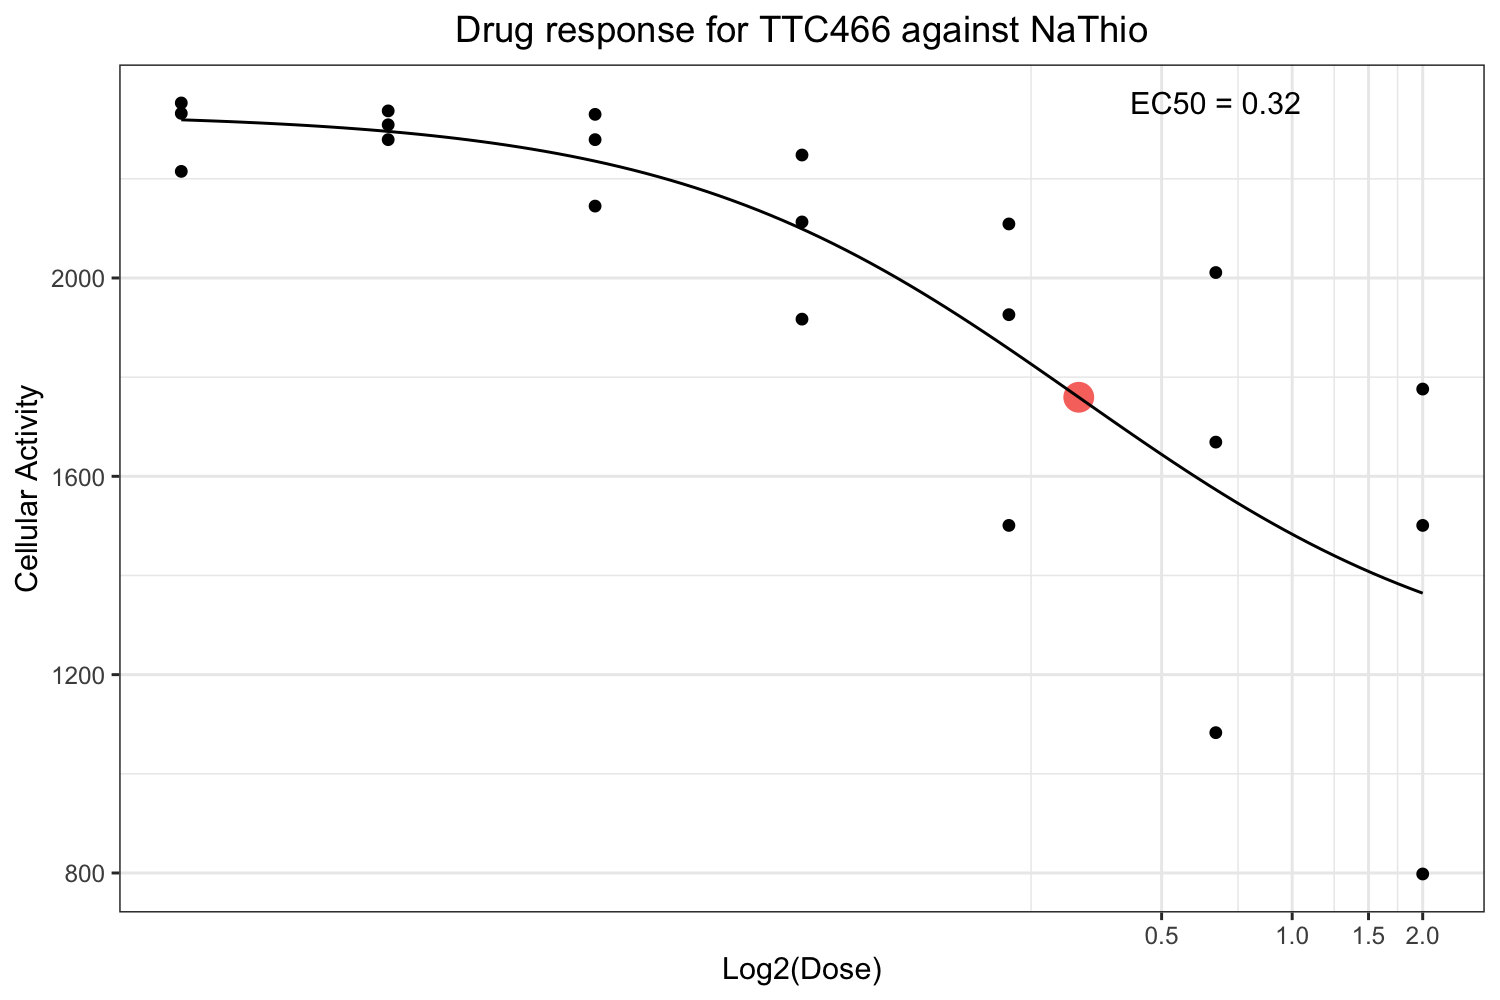 Drug response for TTC466 against NaThio
EC50 = 0.32
Cellular Activity
2000
1600
1200
800
0.5 1.0 1.5 2.0
Log2(Dose)